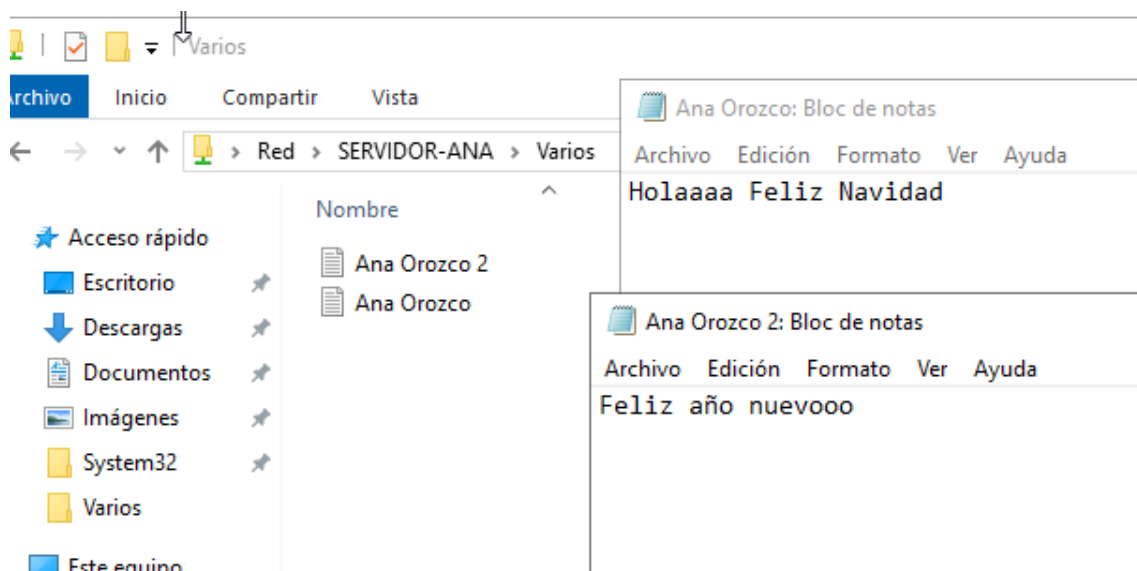 Varios
Archivo Inicio Compartir Vista
Red > SERVIDOR-ANA > Varios
Nombre
Acceso rápido
Escritorio
Descargas
Documentos
Imágenes
System32
Varios
Este equipo
Ana Orozco 2
Ana Orozco
Ana Orozco: Bloc de notas
Archivo Edición Formato Ver Ayuda
Holaaaa Feliz Navidad
Ana Orozco 2: Bloc de notas
Archivo Edición Formato Ver Ayuda
Feliz año nuevooo